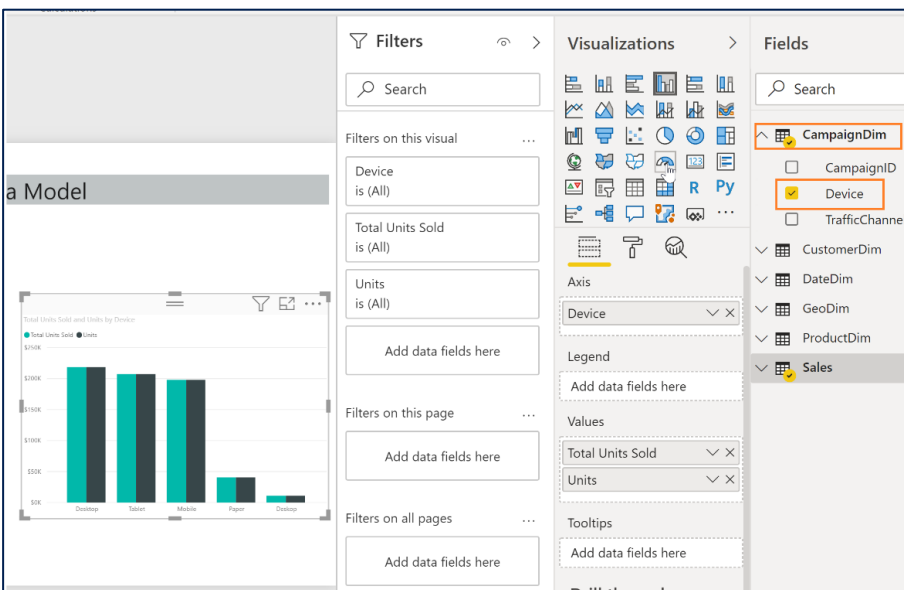 Filters
Search
Filters on this visual
...
Device
is (All)
Total Units Sold
is (All)
Units
is (All)
Add data fields here
Filters on this page
...
Add data fields here
Filters on all pages
...
Add data fields here
Visualizations
123
R
Py
...
Axis
Device
Legend
Add data fields here
Values
Total Units Sold
Units
Tooltips
Add data fields here
Fields
Search
CampaignDim
CampaignID
Device
TrafficChanne
CustomerDim
DateDim
GeoDim
ProductDim
Sales
a Model
Total Units Sold and Units by Device
Total Units Sold Units
$250K
$200K
$150K
$100K
$50K
$0K
Desktop Tablet Mobile Paper Deskop